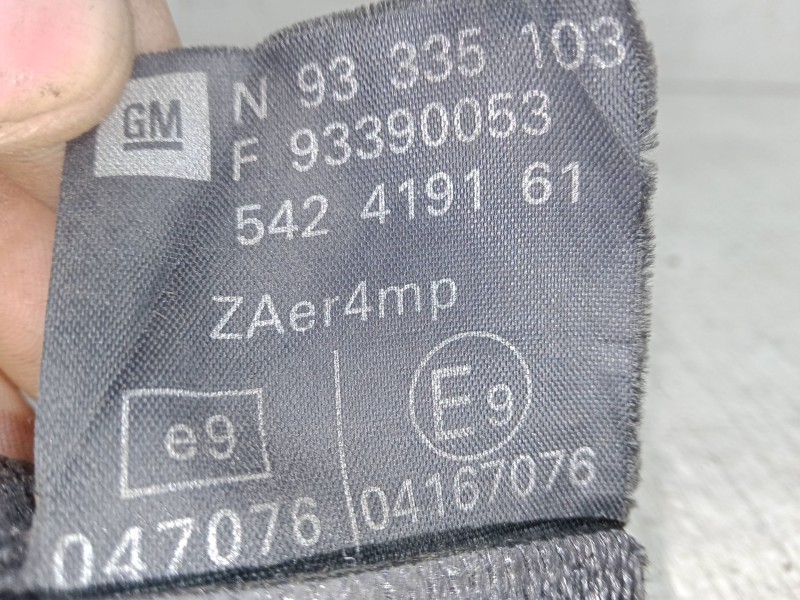 GM
N 93 335 103
F 93390053
542 4191 61
ZAer4mp
e9
E9
047076
04167076